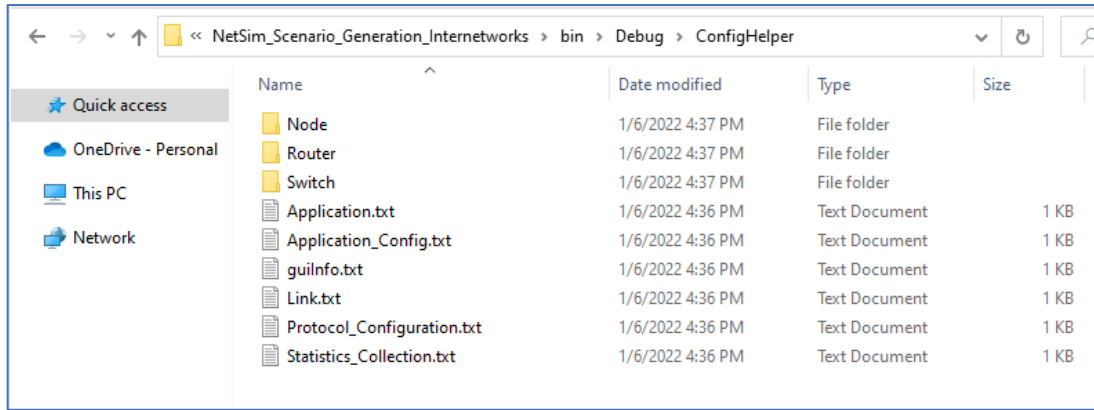 « NetSim_Scenario_Generation_Internetworks > bin > Debug > ConfigHelper
Name Date modified Type Size
Quick access
OneDrive - Personal
This PC
Network
Node 1/6/2022 4:37 PM File folder
Router 1/6/2022 4:37 PM File folder
Switch 1/6/2022 4:37 PM File folder
Application.txt 1/6/2022 4:36 PM Text Document 1 KB
Application_Config.txt 1/6/2022 4:36 PM Text Document 1 KB
guiInfo.txt 1/6/2022 4:36 PM Text Document 1 KB
Link.txt 1/6/2022 4:36 PM Text Document 1 KB
Protocol_Configuration.txt 1/6/2022 4:36 PM Text Document 1 KB
Statistics_Collection.txt 1/6/2022 4:36 PM Text Document 1 KB